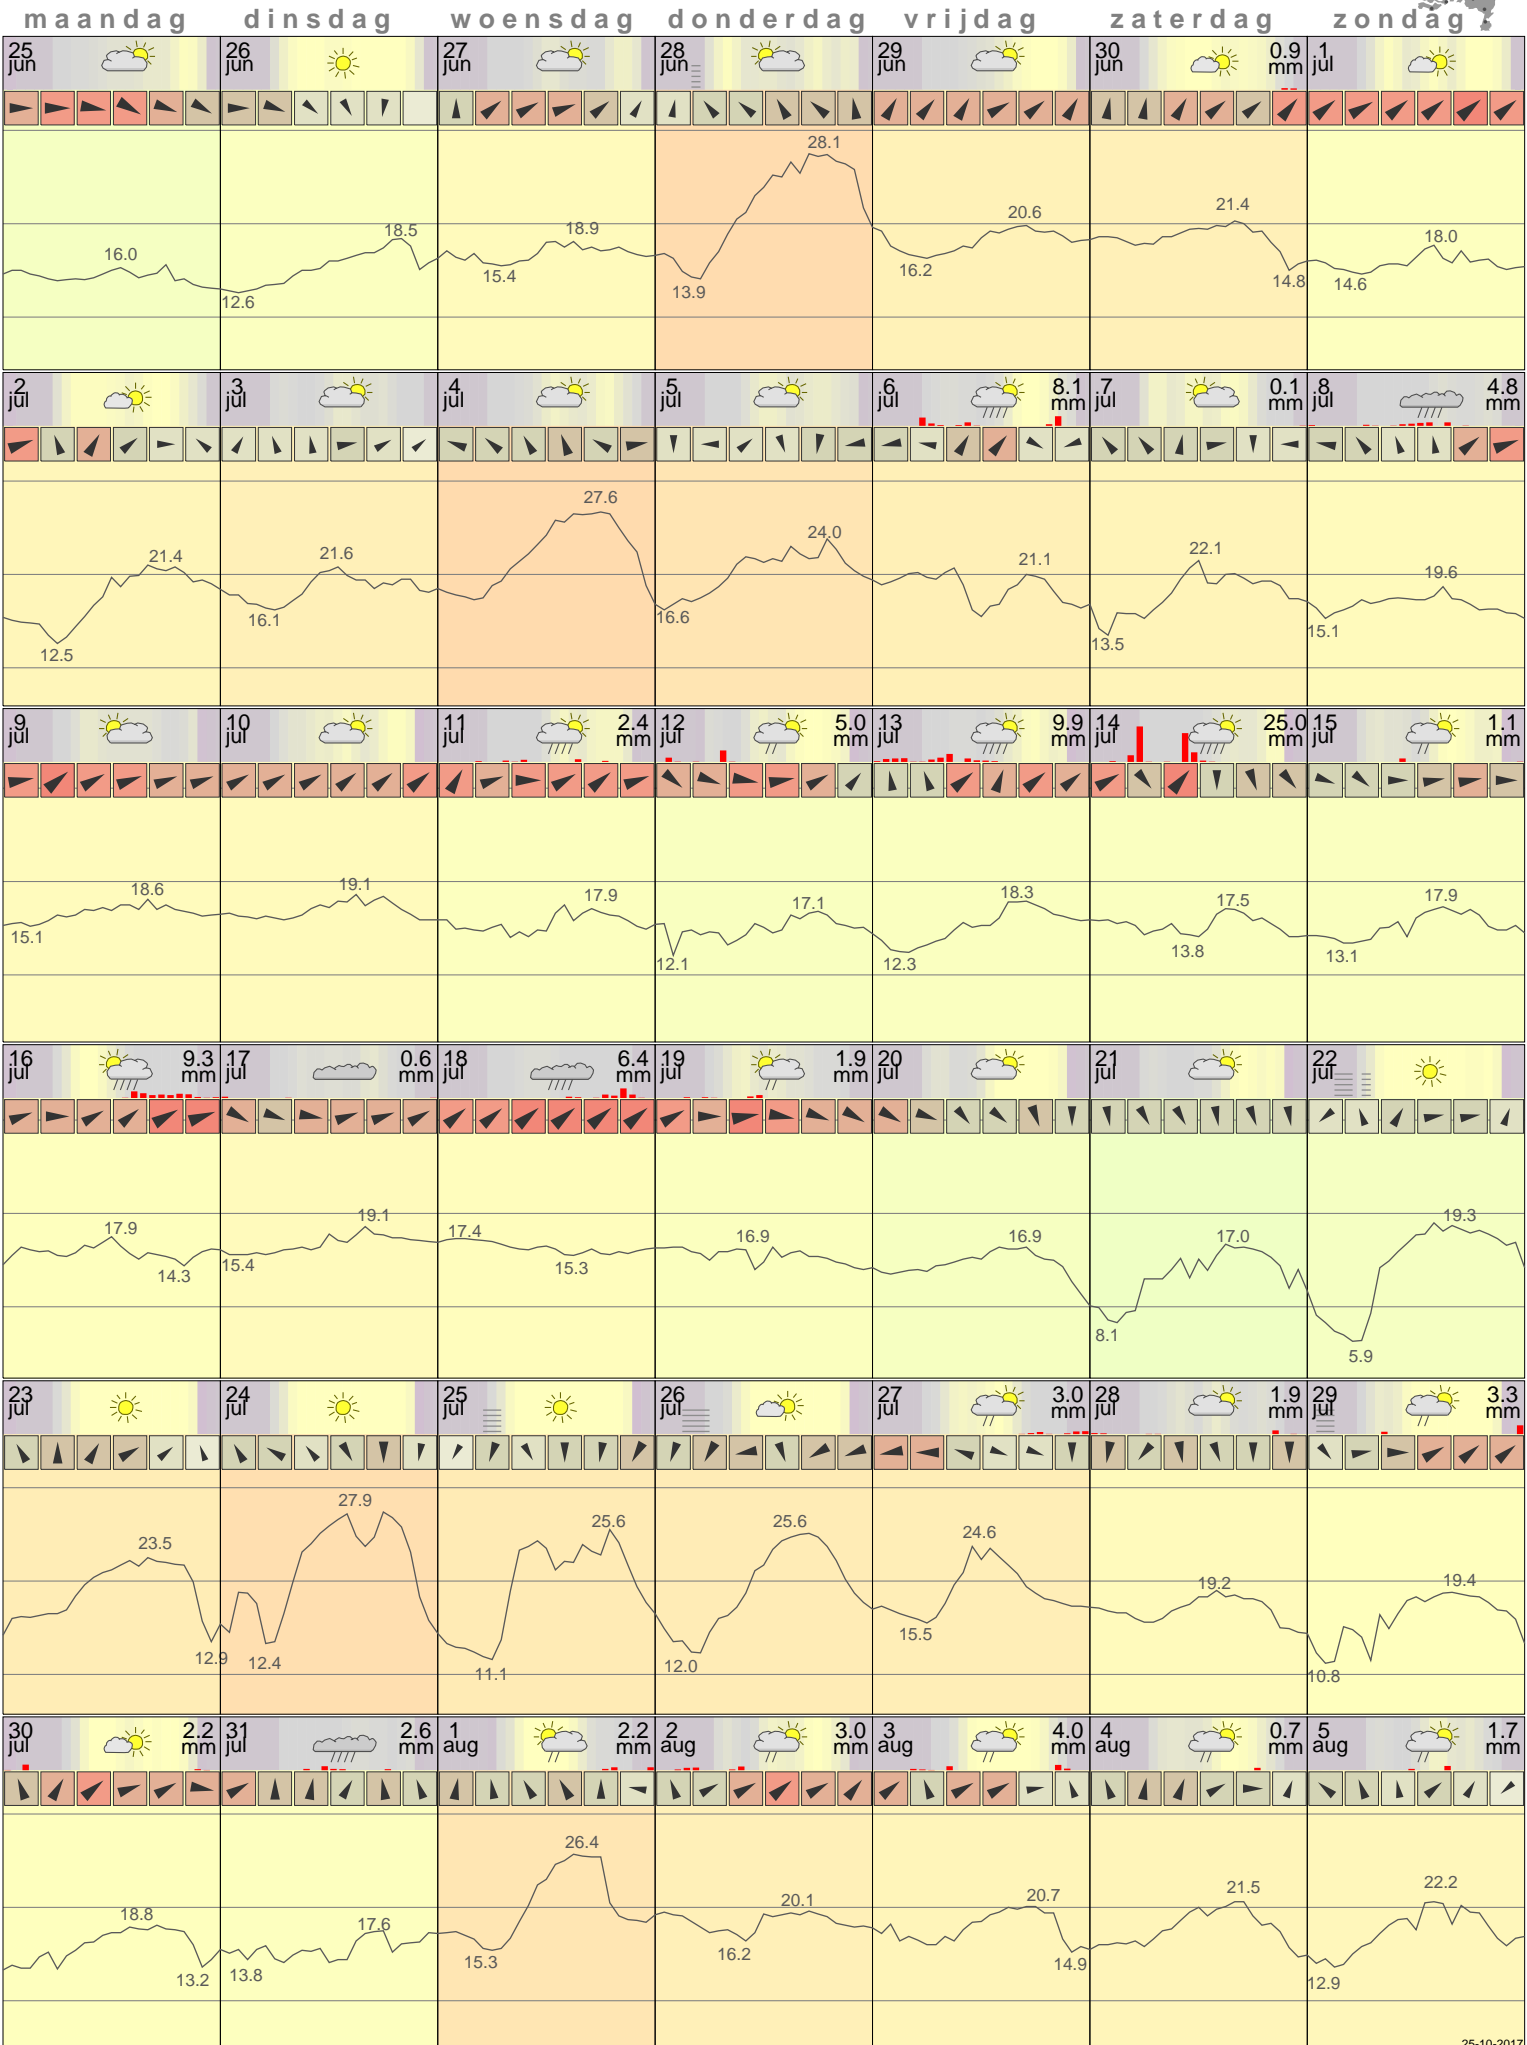 maandag dinsdag woensdag donderdag vrijdag zaterdag zondag
25 26 27 28 29 30 0.9 1
jun jun jun jun jun jun mm jul
28.1
21.4
20.6
18.5 18.9
18.0
16.0
15.4 16.2
14.8 14.6
13.9
12.6
2 3 4 5 6 8.1 7 0.1 8 4.8
jul jul jul jul jul mm jul mm jul mm
27.6
24.0
22.1
21.4 21.6 21.1
19.6
16.1 16.6
15.1
13.5
12.5
9 10 11 2.4 12 5.0 13 9.9 14 25.0 15 1.1
jul jul jul mm jul mm jul mm jul mm jul mm
18.6 19.1 17.9 17.1 18.3 17.5 17.9
15.1 12.1 12.3 13.8 13.1
16 9.3 17 0.6 18 6.4 19 1.9 20 21 22
jul mm jul mm jul mm jul mm jul jul jul
17.9 19.1 17.4 16.9 16.9 17.0 19.3
14.3 15.4 15.3 8.1 5.9
23 24 25 26 27 3.0 28 1.9 29 3.3
jul jul jul jul jul mm jul mm jul mm
23.5 27.9 25.6 25.6 24.6 19.2 19.4
12.9 12.4 11.1 12.0 15.5 10.8
30 2.2 31 2.6 1 2.2 2 3.0 3 4.0 4 0.7 5 1.7
jul mm jul mm aug mm aug mm aug mm aug mm aug mm
18.8 17.6 26.4 20.1 20.7 21.5 22.2
13.2 13.8 15.3 16.2 14.9 12.9
25-10-2017